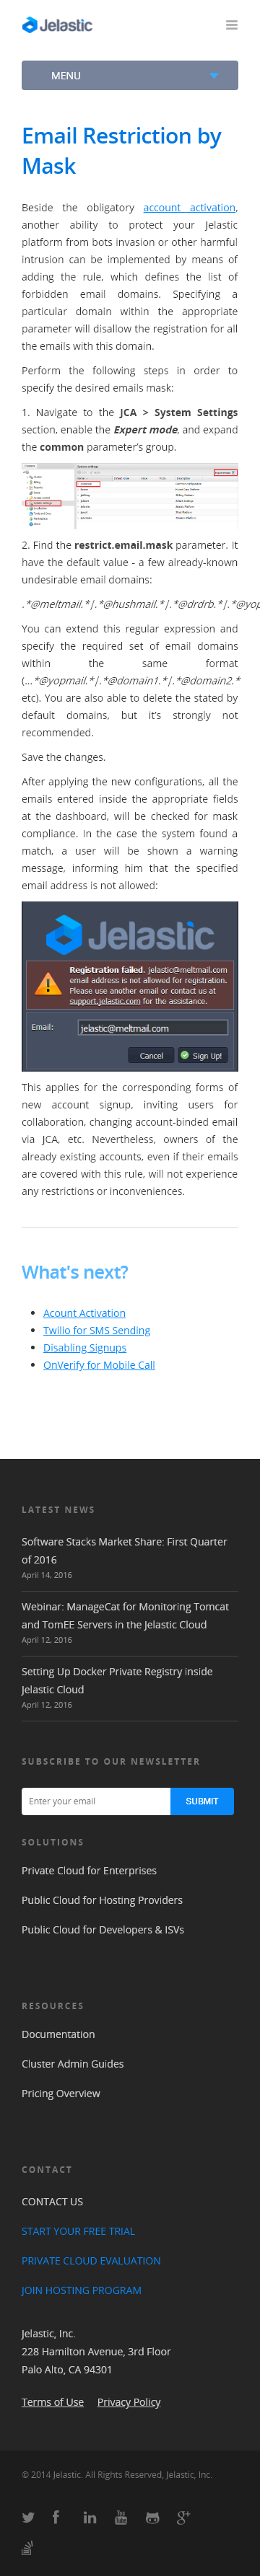 Jelastic
MENU
Email Restriction by
Mask
Beside the obligatory account activation,
another ability to protect your Jelastic
platform from bots invasion or other harmful
intrusion can be implemented by means of
adding the rule, which defines the list of
forbidden email domains. Specifying a
particular domain within the appropriate
parameter will disallow the registration for all
the emails with this domain.
Perform the following steps in order to
specify the desired emails mask:
1. Navigate to the JCA > System Settings
section, enable the Expert mode, and expand
the common parameter's group.
2. Find the restrict.email.mask parameter. It
have the default value - a few already-known
undesirable email domains:
.*@meltmail.*|.*@hushmail.*|.*@drdrb.*|.*@yop
You can extend this regular expression and
specify the required set of email domains
within the same format
(...*@yopmail.*|.*@domain1.*|.*@domain2.*
etc). You are also able to delete the stated by
default domains, but it's strongly not
recommended.
Save the changes.
After applying the new configurations, all the
emails entered inside the appropriate fields
at the dashboard, will be checked for mask
compliance. In the case the system found a
match, a user will be shown a warning
message, informing him that the specified
email address is not allowed:
Jelastic
Registration failed. jelastic@meltmail.com
email address is not allowed for registration.
Please use another email or contact us at
support.jelastic.com for the assistance.
Email: jelastic@meltmail.com
Cancel Sign Up!
This applies for the corresponding forms of
new account signup, inviting users for
collaboration, changing account-binded email
via JCA, etc. Nevertheless, owners of the
already existing accounts, even if their emails
are covered with this rule, will not experience
any restrictions or inconveniences.
What's next?
Acount Activation
Twilio for SMS Sending
Disabling Signups
OnVerify for Mobile Call
LATEST NEWS
Software Stacks Market Share: First Quarter
of 2016
April 14, 2016
Webinar: ManageCat for Monitoring Tomcat
and TomEE Servers in the Jelastic Cloud
April 12, 2016
Setting Up Docker Private Registry inside
Jelastic Cloud
April 12, 2016
SUBSCRIBE TO OUR NEWSLETTER
Enter your email SUBMIT
SOLUTIONS
Private Cloud for Enterprises
Public Cloud for Hosting Providers
Public Cloud for Developers & ISVs
RESOURCES
Documentation
Cluster Admin Guides
Pricing Overview
CONTACT
CONTACT US
START YOUR FREE TRIAL
PRIVATE CLOUD EVALUATION
JOIN HOSTING PROGRAM
Jelastic, Inc.
228 Hamilton Avenue, 3rd Floor
Palo Alto, CA 94301
Terms of Use Privacy Policy
© 2014 Jelastic. All Rights Reserved, Jelastic, Inc.